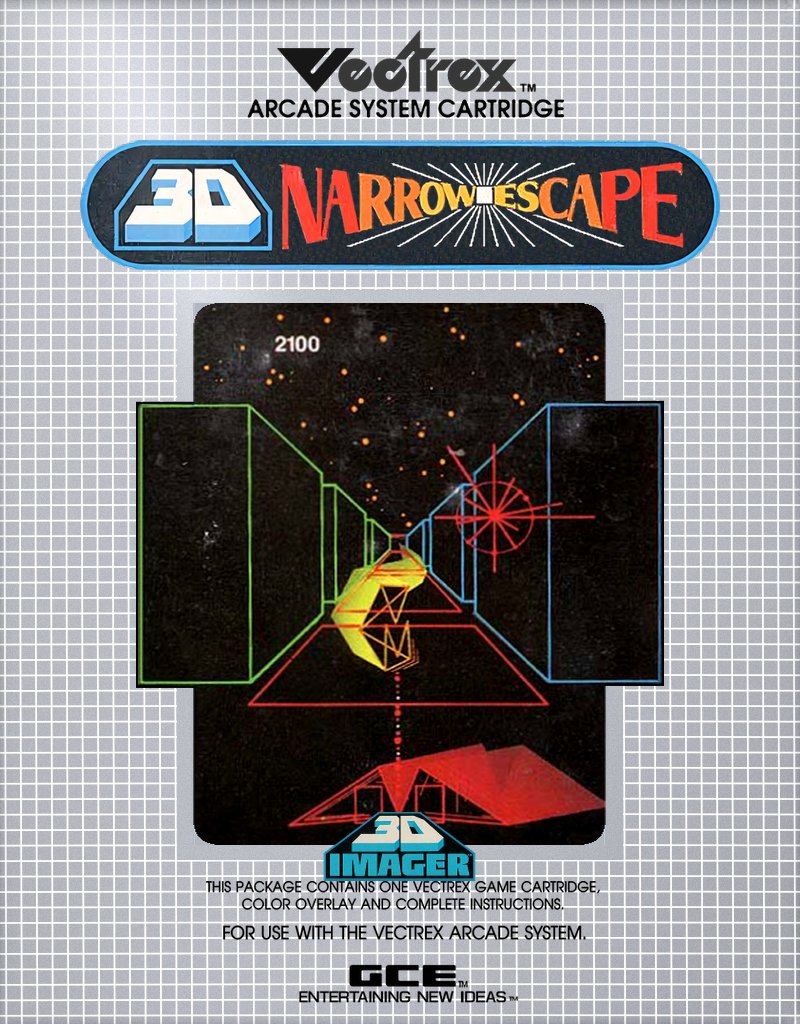 Vectrex™
ARCADE SYSTEM CARTRIDGE
3D NARROW ESCAPE
2100
3D
IMAGER
THIS PACKAGE CONTAINS ONE VECTREX GAME CARTRIDGE,
COLOR OVERLAY AND COMPLETE INSTRUCTIONS.
FOR USE WITH THE VECTREX ARCADE SYSTEM.
GCE™
ENTERTAINING NEW IDEAS™